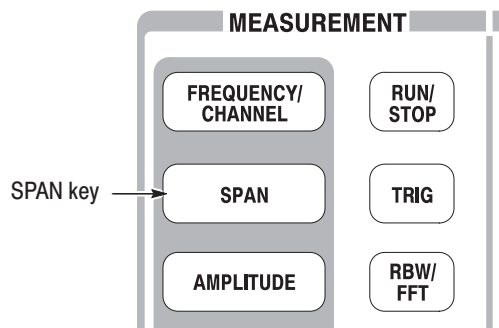 MEASUREMENT
FREQUENCY/
CHANNEL
RUN/
STOP
SPAN key
SPAN
TRIG
AMPLITUDE
RBW/
FFT